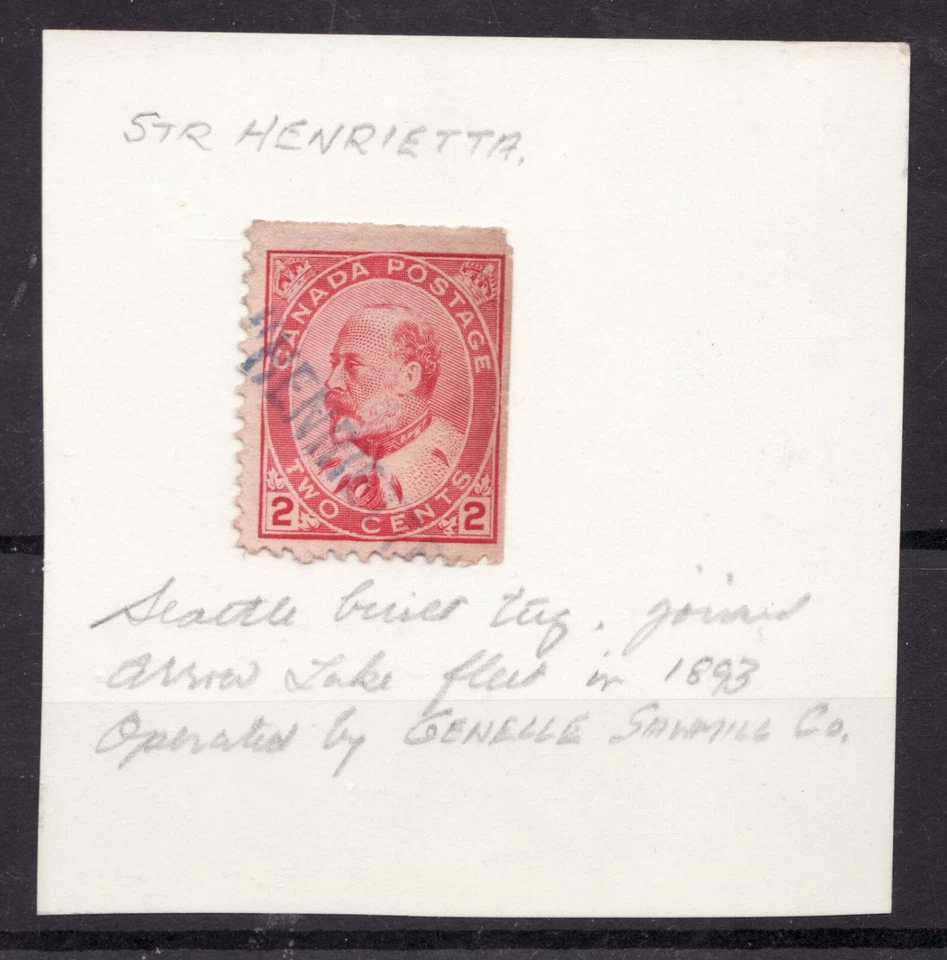 STR HENRIETTA.
CANADA POSTAGE
TWO CENTS
2 2
Seattle built tug. joined
Arrow Lake fleet in 1893
Operated by GENELLE SAWMILL Co.